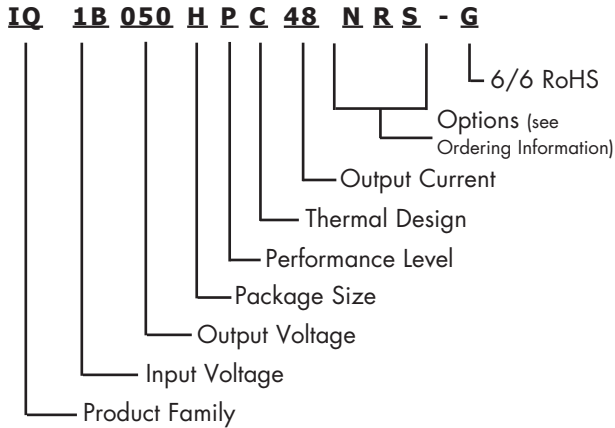 IQ 1B 050 H P C 48 N R S - G
6/6 RoHS
Options (see
Ordering Information)
Output Current
Thermal Design
Performance Level
Package Size
Output Voltage
Input Voltage
Product Family